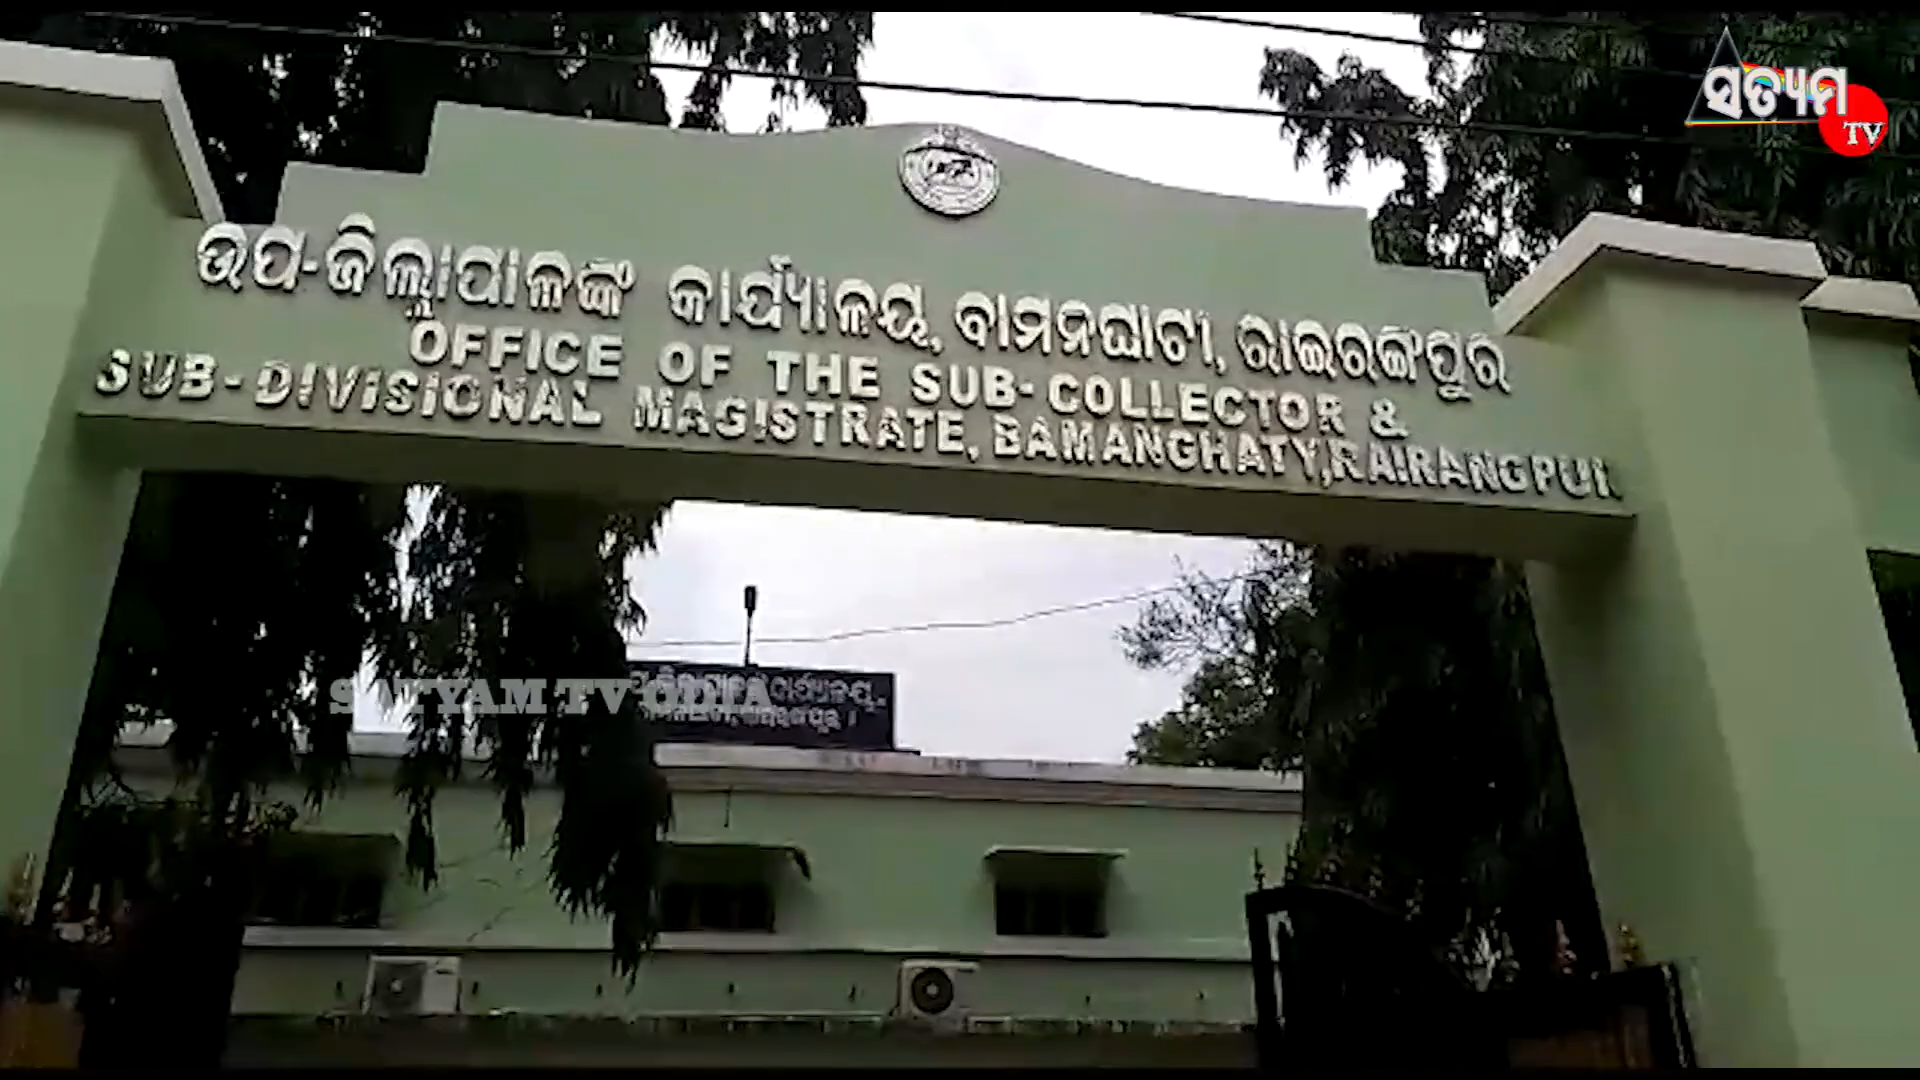 ସତ୍ୟମ
TV
ଉପ-ଜିଲ୍ଲାପାଳଙ୍କ କାର୍ଯ୍ୟାଳୟ, ବାମନଘାଟୀ, ରାଇରଙ୍ଗପୁର
OFFICE OF THE SUB-COLLECTOR &
SUB-DIVISIONAL MAGISTRATE, BAMANGHATY, RAIRANGPUR
SATYAM TV ODIA